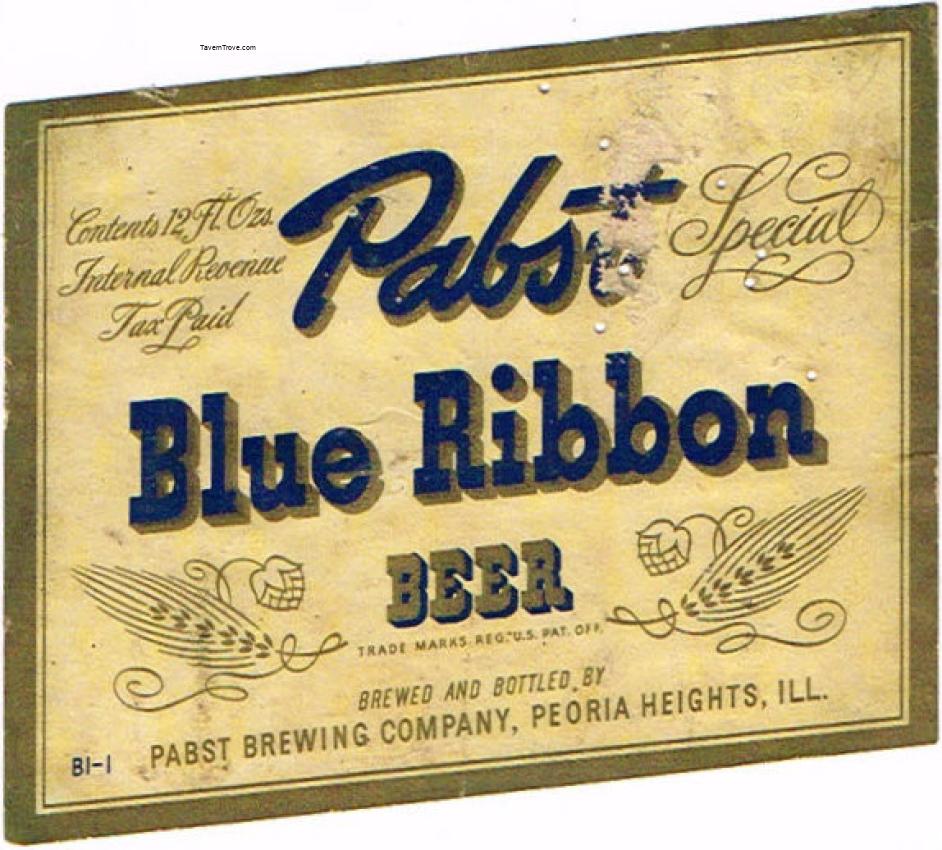 TavernTrove.com
Contents 12 Fl. Ozs.
Internal Revenue
Tax Paid
Pabst
Special
Blue Ribbon
BEER
TRADE MARKS REG. U.S. PAT. OFF.
BREWED AND BOTTLED BY
PABST BREWING COMPANY, PEORIA HEIGHTS, ILL.
BI-I